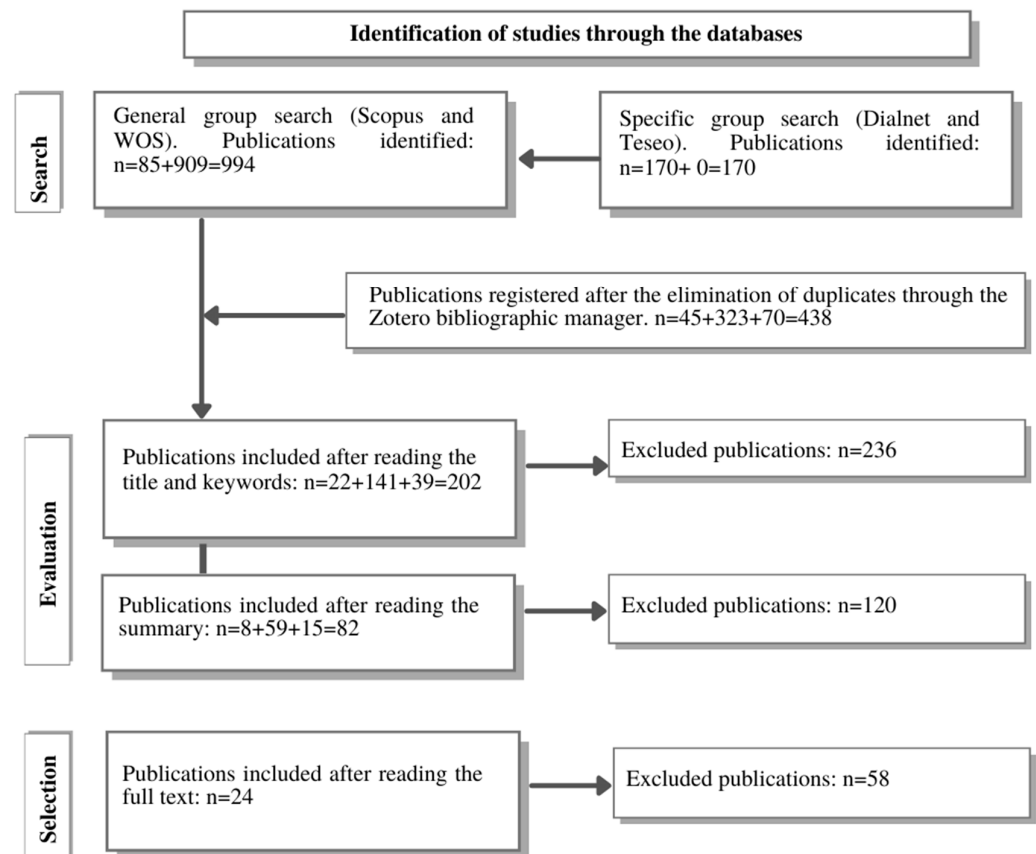 Identification of studies through the databases
Search
General group search (Scopus and
WOS). Publications identified:
n=85+909=994
Specific group search (Dialnet and
Teseo). Publications identified:
n=170+ 0=170
Publications registered after the elimination of duplicates through the
Zotero bibliographic manager. n=45+323+70=438
Evaluation
Publications included after reading the
title and keywords: n=22+141+39=202
Excluded publications: n=236
Publications included after reading the
summary: n=8+59+15=82
Excluded publications: n=120
Selection
Publications included after reading the
full text: n=24
Excluded publications: n=58